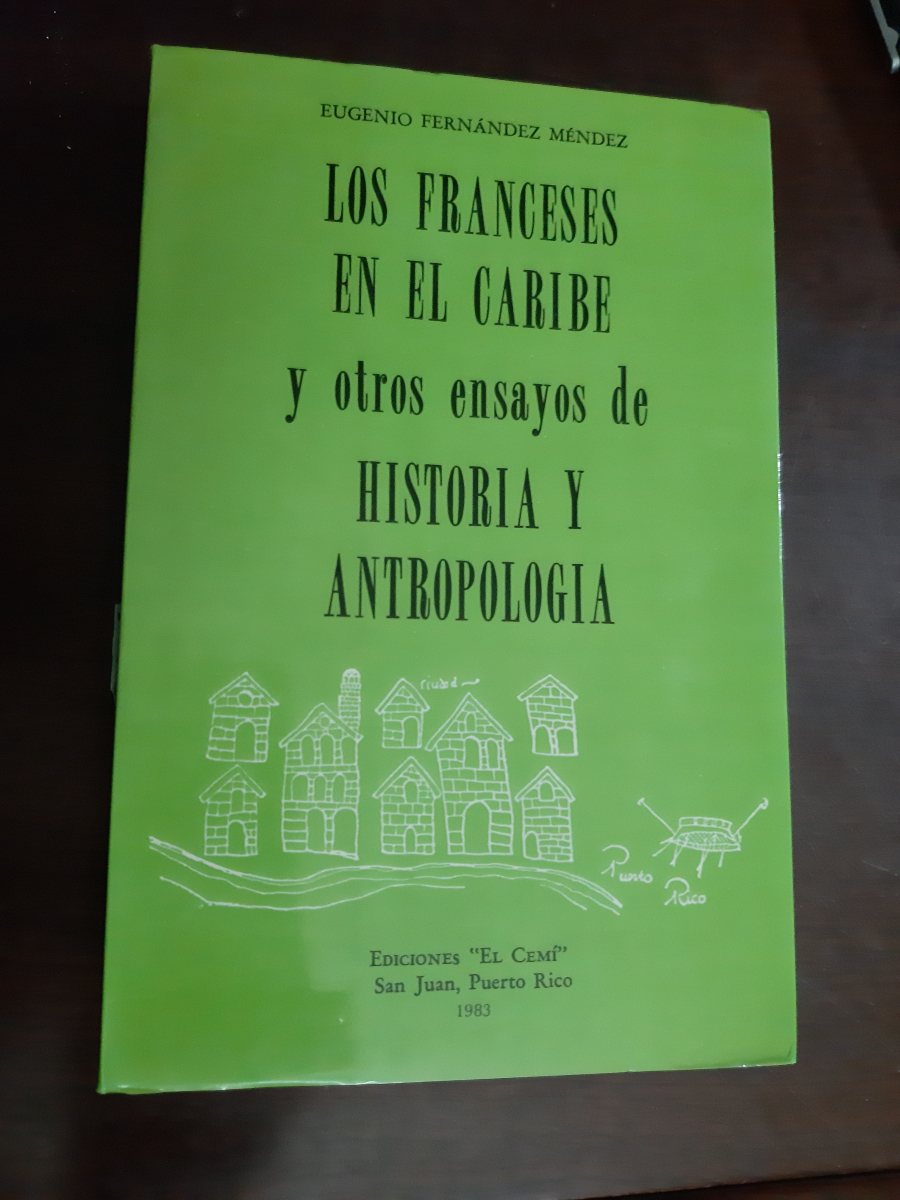 EUGENIO FERNÁNDEZ MÉNDEZ
LOS FRANCESES
EN EL CARIBE
y otros ensayos de
HISTORIA Y
ANTROPOLOGIA
ciudad
Puerto
Rico
EDICIONES "EL CEMÍ"
San Juan, Puerto Rico
1983